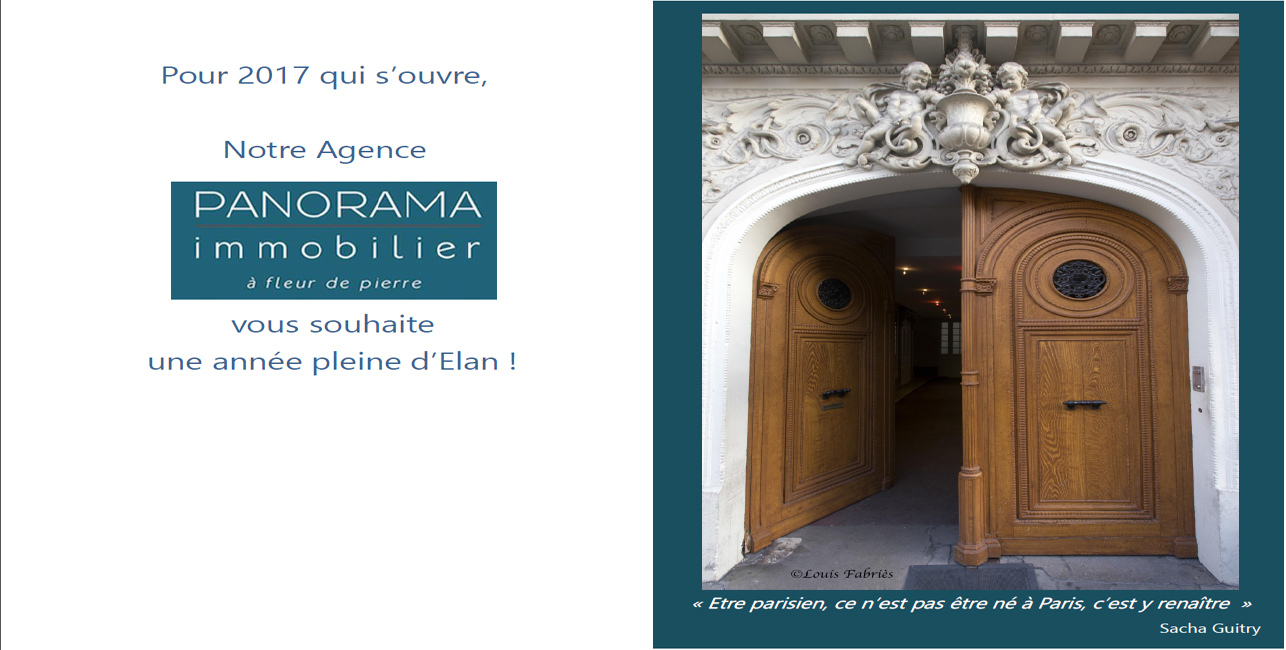 Pour 2017 qui s’ouvre,
Notre Agence
PANORAMA
immobilier
à fleur de pierre
vous souhaite
une année pleine d’Elan !
©Louis Fabriès
« Etre parisien, ce n’est pas être né à Paris, c’est y renaître »
Sacha Guitry